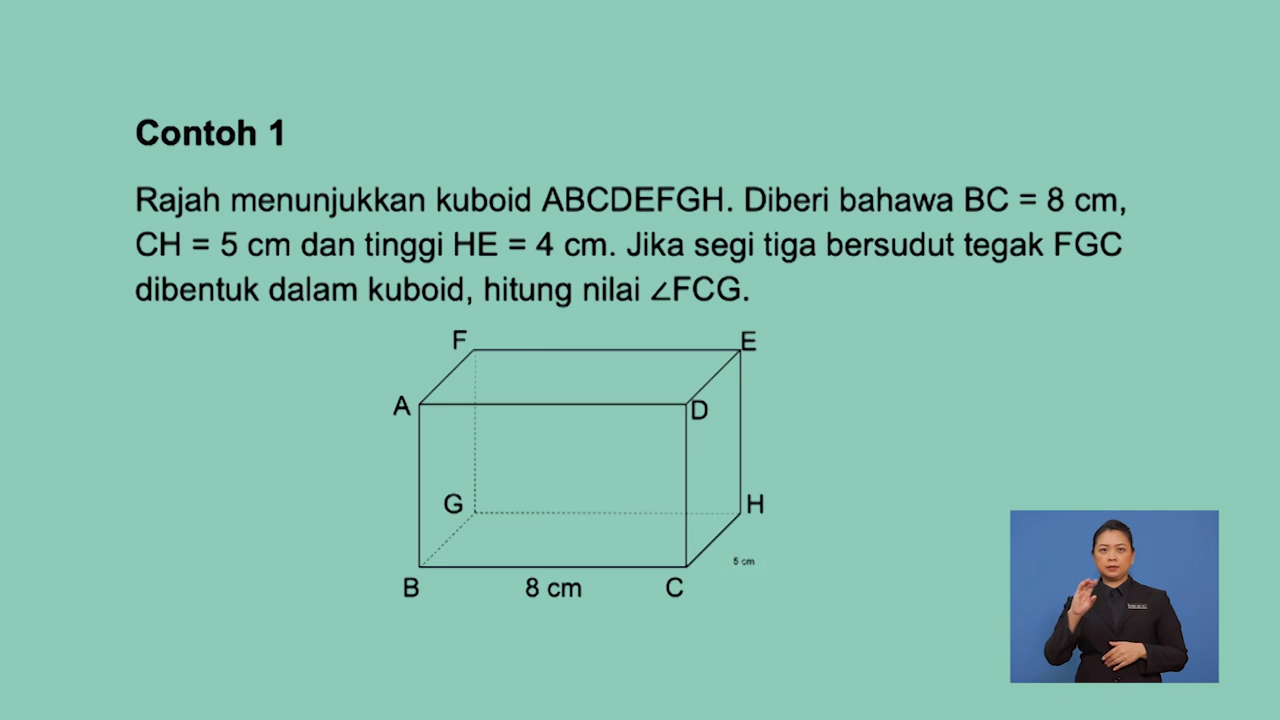 Contoh 1
Rajah menunjukkan kuboid ABCDEFGH. Diberi bahawa BC = 8 cm,
CH = 5 cm dan tinggi HE = 4 cm. Jika segi tiga bersudut tegak FGC
dibentuk dalam kuboid, hitung nilai ∠FCG.
F
E
A
D
G
H
5 cm
B
8 cm
C